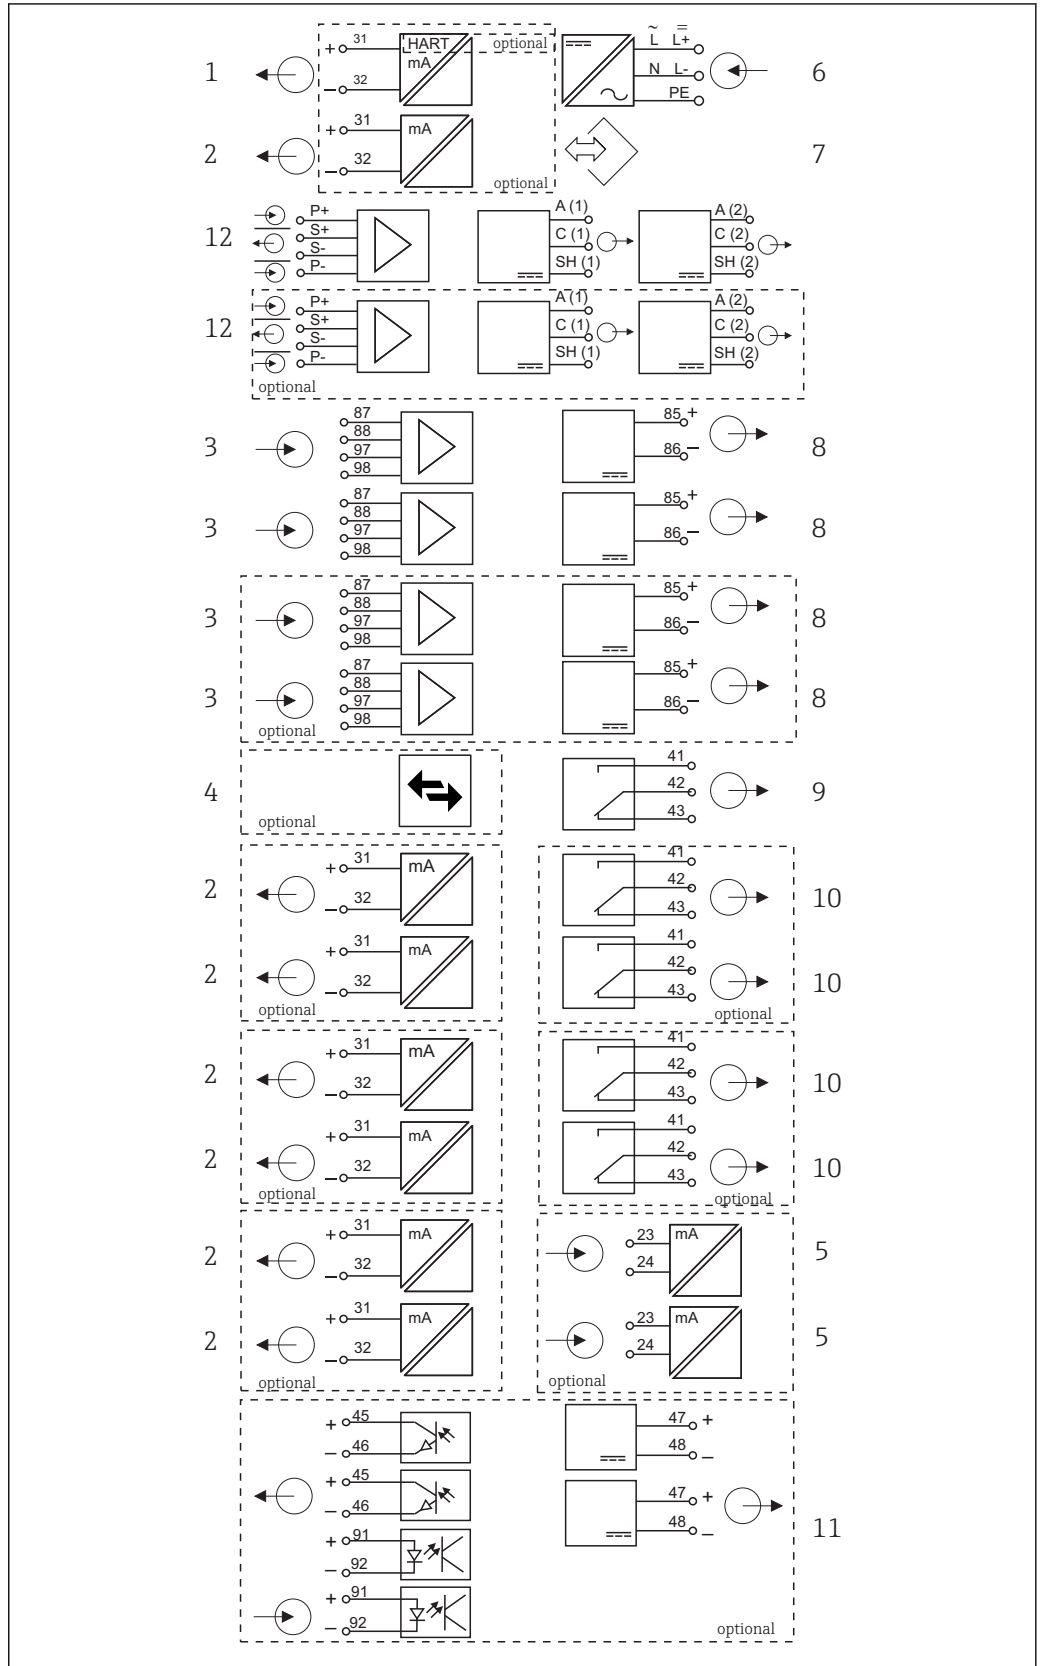 ~ =
+ 31 HART optional L L+
1 mA N L- 6
- 32 PE
+ 31 mA
2 7
- 32
optional
P+ A (1) A (2)
12 S+ C (1) C (2)
S-
P- SH (1) SH (2)
P+ A (1) A (2)
12 S+ C (1) C (2)
S-
P- SH (1) SH (2)
optional
87 85 +
88
3 97 86 - 8
98
87 85 +
88
3 97 86 - 8
98
87 85 +
88
3 97 86 - 8
98
87 85 +
88
3 97 86 - 8
98
optional
41
4 42 9
optional 43
+ 31 mA 41
2 42 10
- 32 43
+ 31 mA 41
2 42 10
- 32 43
optional optional
+ 31 mA 41
2 42 10
- 32 43
+ 31 mA 41
2 42 10
- 32 43
optional optional
+ 31 mA 23 mA
2 5
- 32 24
+ 31 mA 23 mA
2 5
- 32 24
optional optional
+ 45 47 +
- 46 48 -
+ 45 47 +
- 46 48 - 11
+ 91
- 92
+ 91
- 92 optional